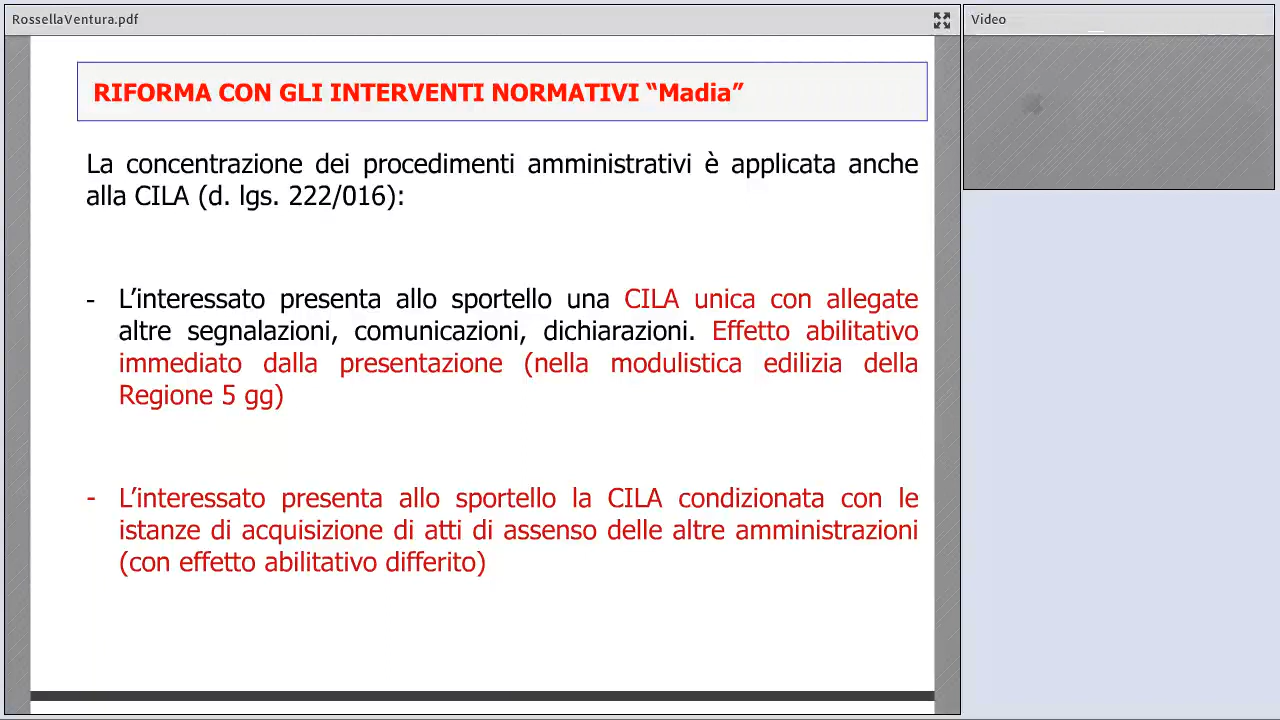 RossellaVentura.pdf
Video
RIFORMA CON GLI INTERVENTI NORMATIVI “Madia”
La concentrazione dei procedimenti amministrativi è applicata anche
alla CILA (d. lgs. 222/016):
- L’interessato presenta allo sportello una CILA unica con allegate
altre segnalazioni, comunicazioni, dichiarazioni. Effetto abilitativo
immediato dalla presentazione (nella modulistica edilizia della
Regione 5 gg)
- L’interessato presenta allo sportello la CILA condizionata con le
istanze di acquisizione di atti di assenso delle altre amministrazioni
(con effetto abilitativo differito)